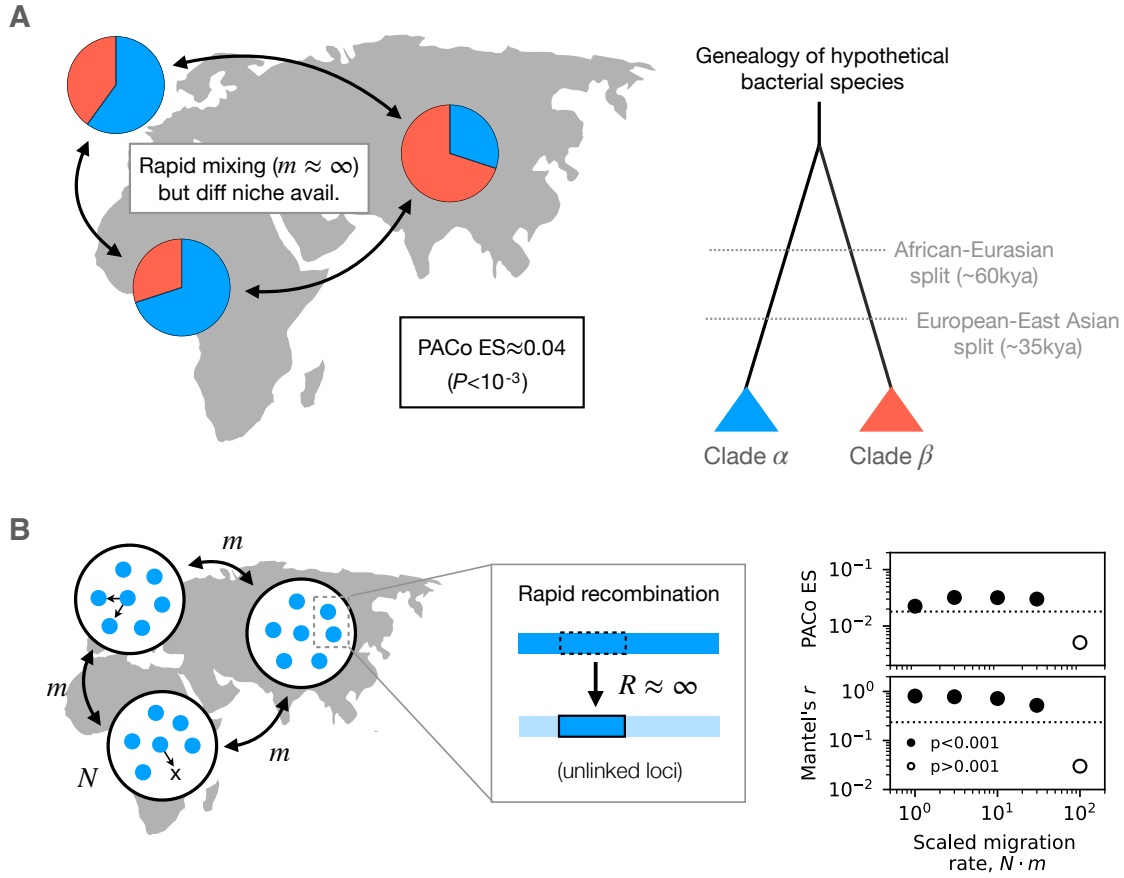 A
Rapid mixing (m ≈ ∞)
but diff niche avail.
PACo ES≈0.04
(P<10⁻³)
Genealogy of hypothetical
bacterial species
African-Eurasian
split (~60kya)
European-East Asian
split (~35kya)
Clade α
Clade β
B
m
m
m
N
x
Rapid recombination
R ≈ ∞
(unlinked loci)
PACo ES
10⁻¹
10⁻²
Mantel's r
10⁰
10⁻¹
10⁻²
p<0.001
p>0.001
10⁰
10¹
10²
Scaled migration
rate, N · m